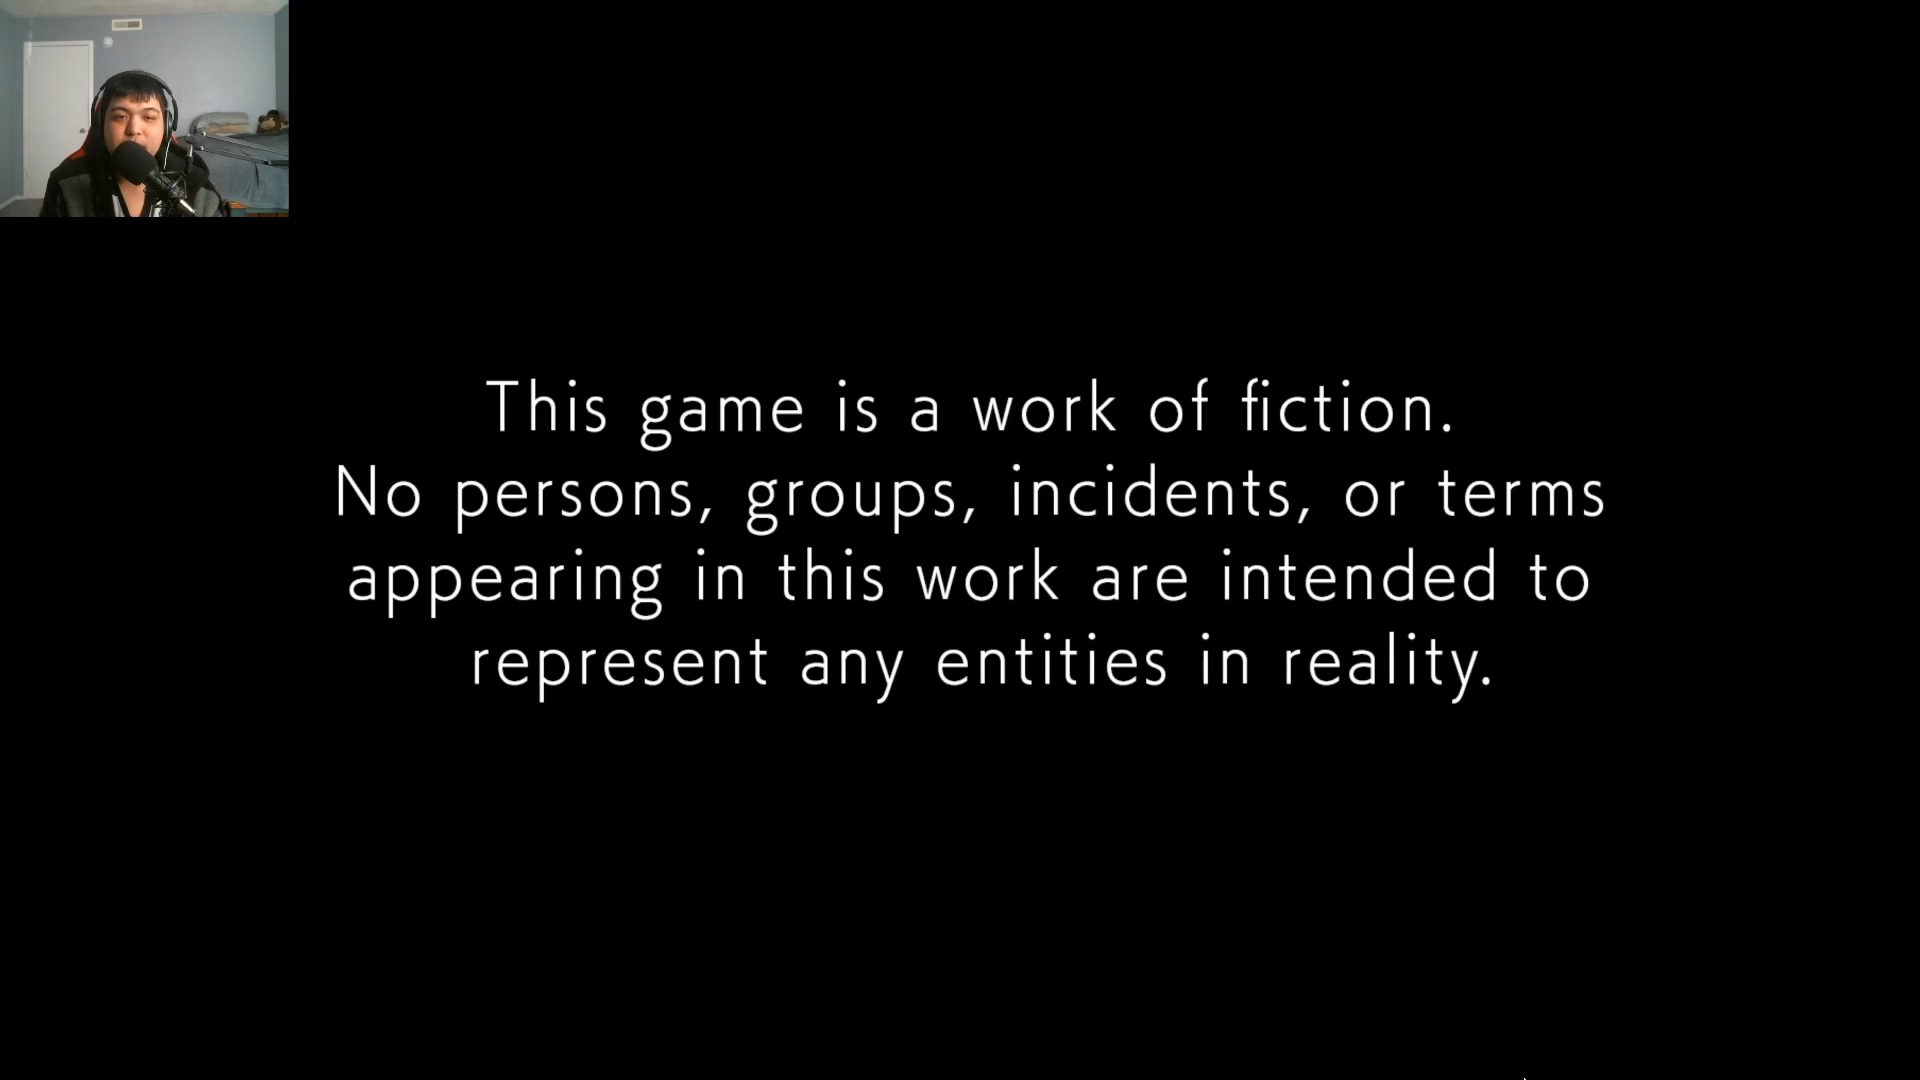 This game is a work of fiction.
No persons, groups, incidents, or terms
appearing in this work are intended to
represent any entities in reality.